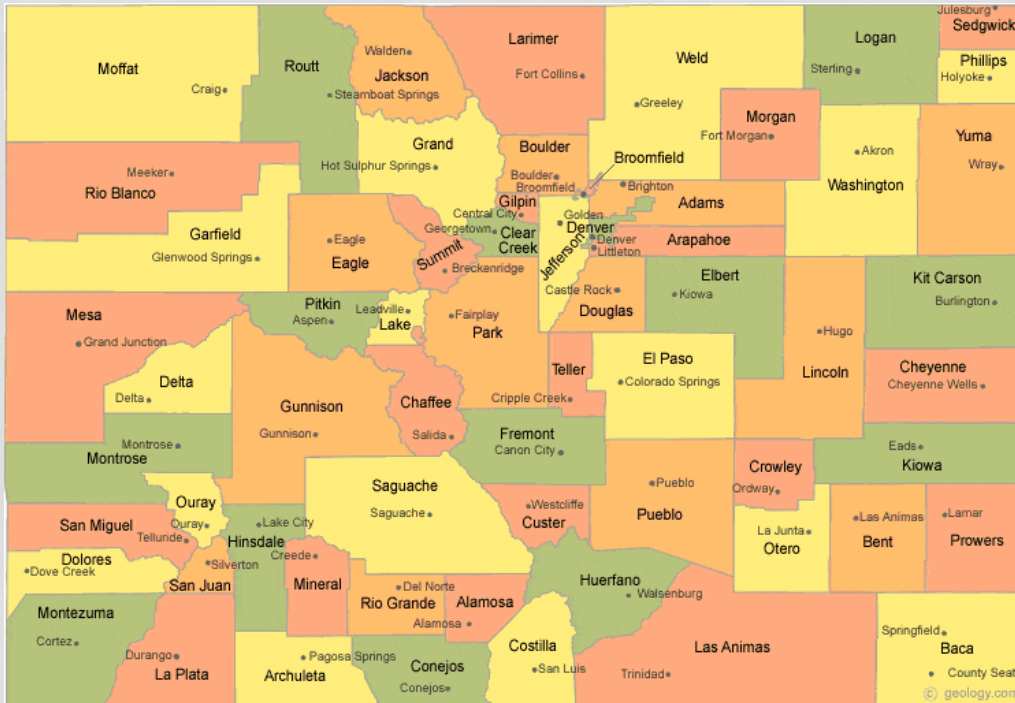 Julesburg
Sedgwick
Moffat
Craig
Routt
Steamboat Springs
Walden
Jackson
Larimer
Fort Collins
Weld
Greeley
Logan
Sterling
Phillips
Holyoke
Morgan
Fort Morgan
Grand
Hot Sulphur Springs
Boulder
Boulder
Broomfield
Broomfield
Akron
Washington
Yuma
Wray
Meeker
Rio Blanco
Brighton
Adams
Gilpin
Central City
Georgetown
Clear
Creek
Golden
Denver
Denver
Littleton
Arapahoe
Jefferson
Garfield
Glenwood Springs
Eagle
Eagle
Summit
Breckenridge
Elbert
Kiowa
Kit Carson
Burlington
Castle Rock
Douglas
Mesa
Grand Junction
Pitkin
Aspen
Leadville
Lake
Fairplay
Park
Hugo
Lincoln
El Paso
Colorado Springs
Teller
Cripple Creek
Cheyenne
Cheyenne Wells
Delta
Delta
Gunnison
Gunnison
Chaffee
Salida
Fremont
Canon City
Montrose
Montrose
Eads
Kiowa
Crowley
Ordway
Saguache
Saguache
Pueblo
Pueblo
Ouray
Ouray
Westcliffe
Custer
San Miguel
Telluride
Lake City
Hinsdale
Creede
La Junta
Otero
Las Animas
Bent
Lamar
Prowers
Dolores
Dove Creek
Silverton
San Juan
Mineral
Del Norte
Rio Grande
Alamosa
Alamosa
Huerfano
Walsenburg
Montezuma
Cortez
Durango
La Plata
Pagosa Springs
Archuleta
Conejos
Conejos
Costilla
San Luis
Las Animas
Trinidad
Springfield
Baca
County Seat
© geology.com